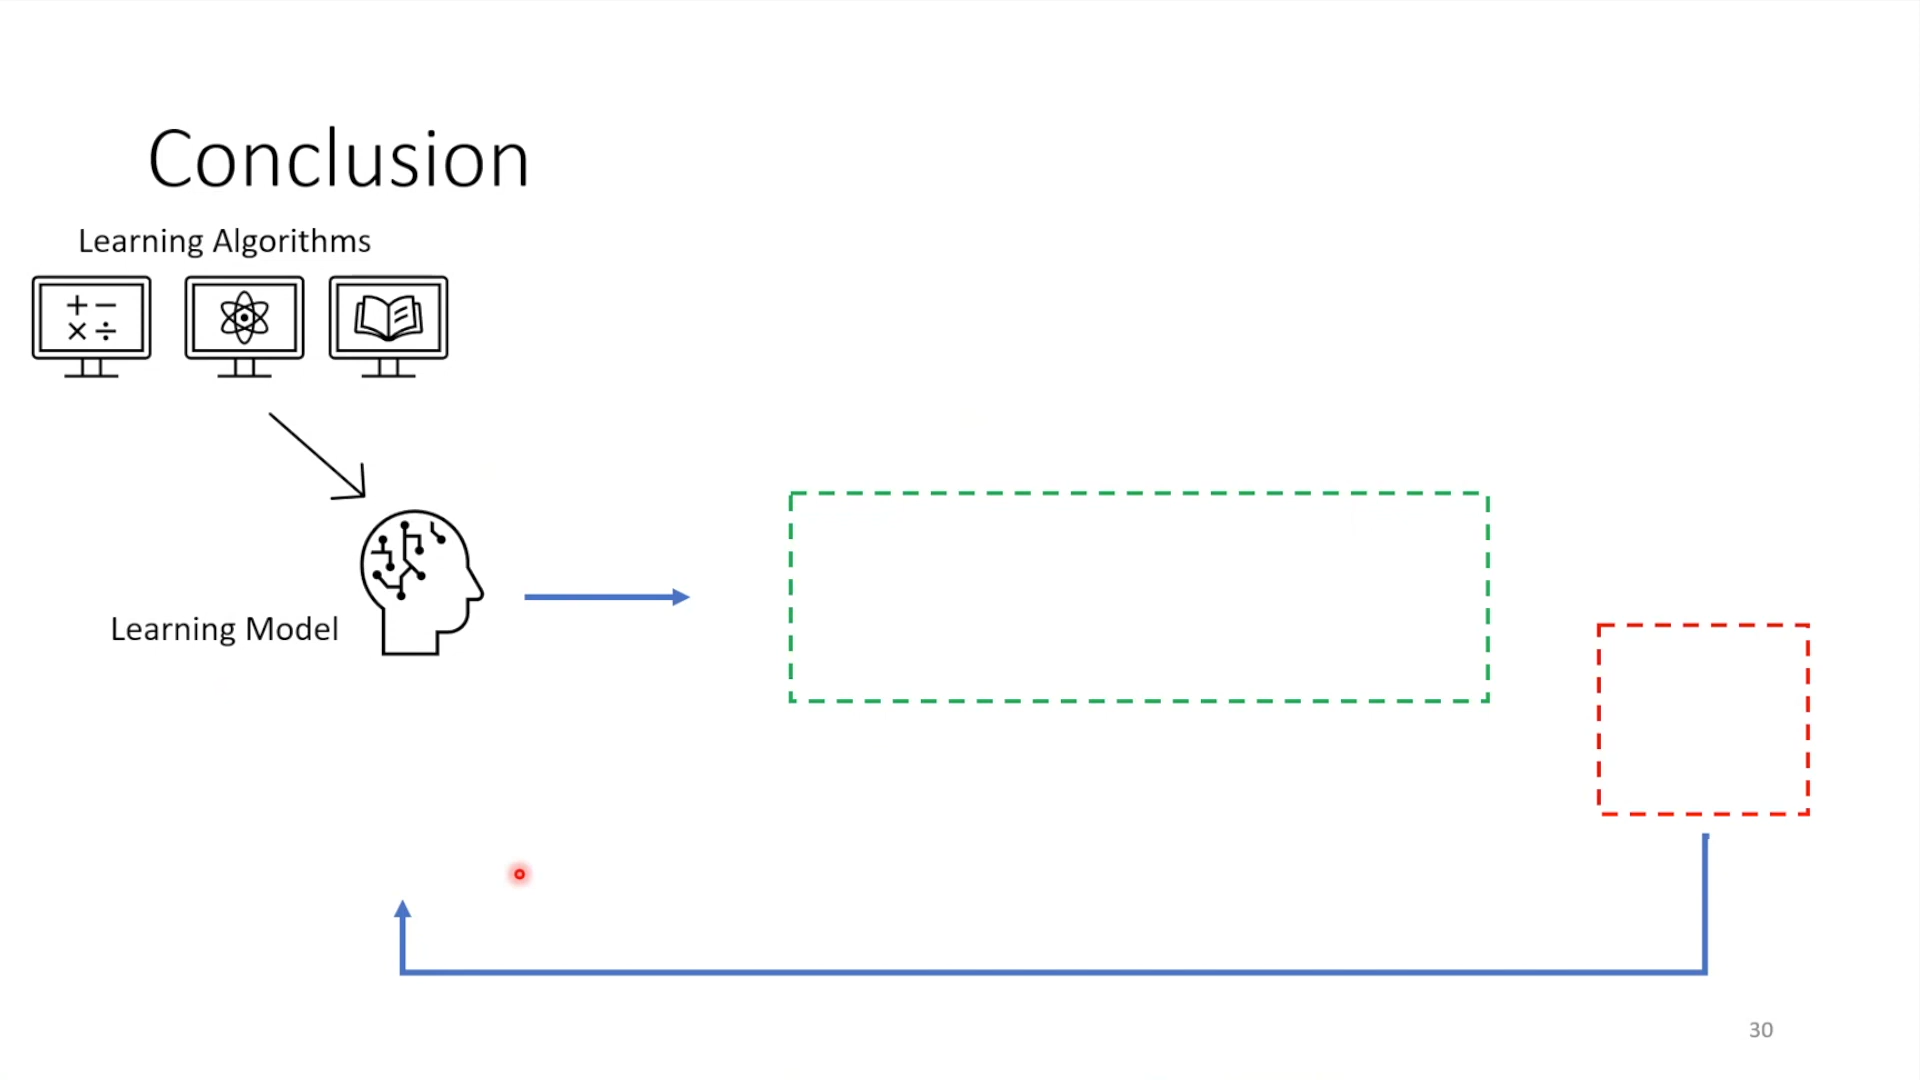 Conclusion
Learning Algorithms
+ −
× ÷
Learning Model
30